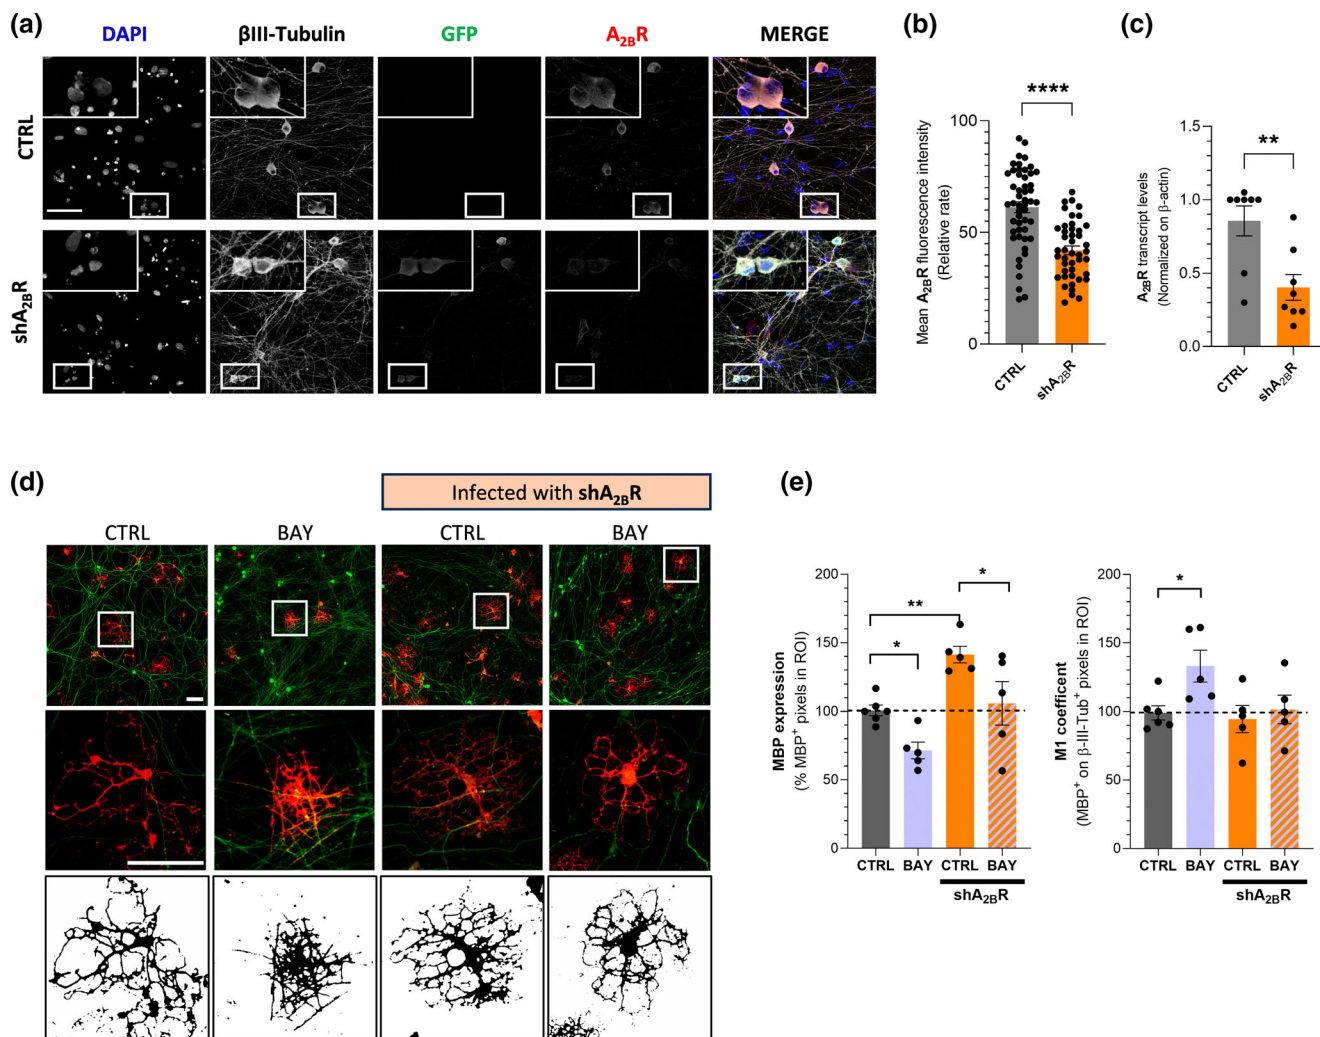 (a)
DAPI βIII-Tubulin GFP A2BR MERGE
CTRL
shA2BR
(b)
****
Mean A2BR fluorescence intensity
(Relative rate)
100
50
0
CTRL
shA2BR
(c)
**
A2BR transcript levels
(Normalized on β-actin)
1.5
1.0
0.5
0.0
CTRL
shA2BR
(d)
Infected with shA2BR
CTRL BAY CTRL BAY
(e)
MBP expression
(% MBP+ pixels in ROI)
200
150
100
50
0
*
**
*
CTRL BAY CTRL BAY
shA2BR
M1 coefficent
(MBP+ on β-III-Tub+ pixels in ROI)
200
150
100
50
0
*
CTRL BAY CTRL BAY
shA2BR